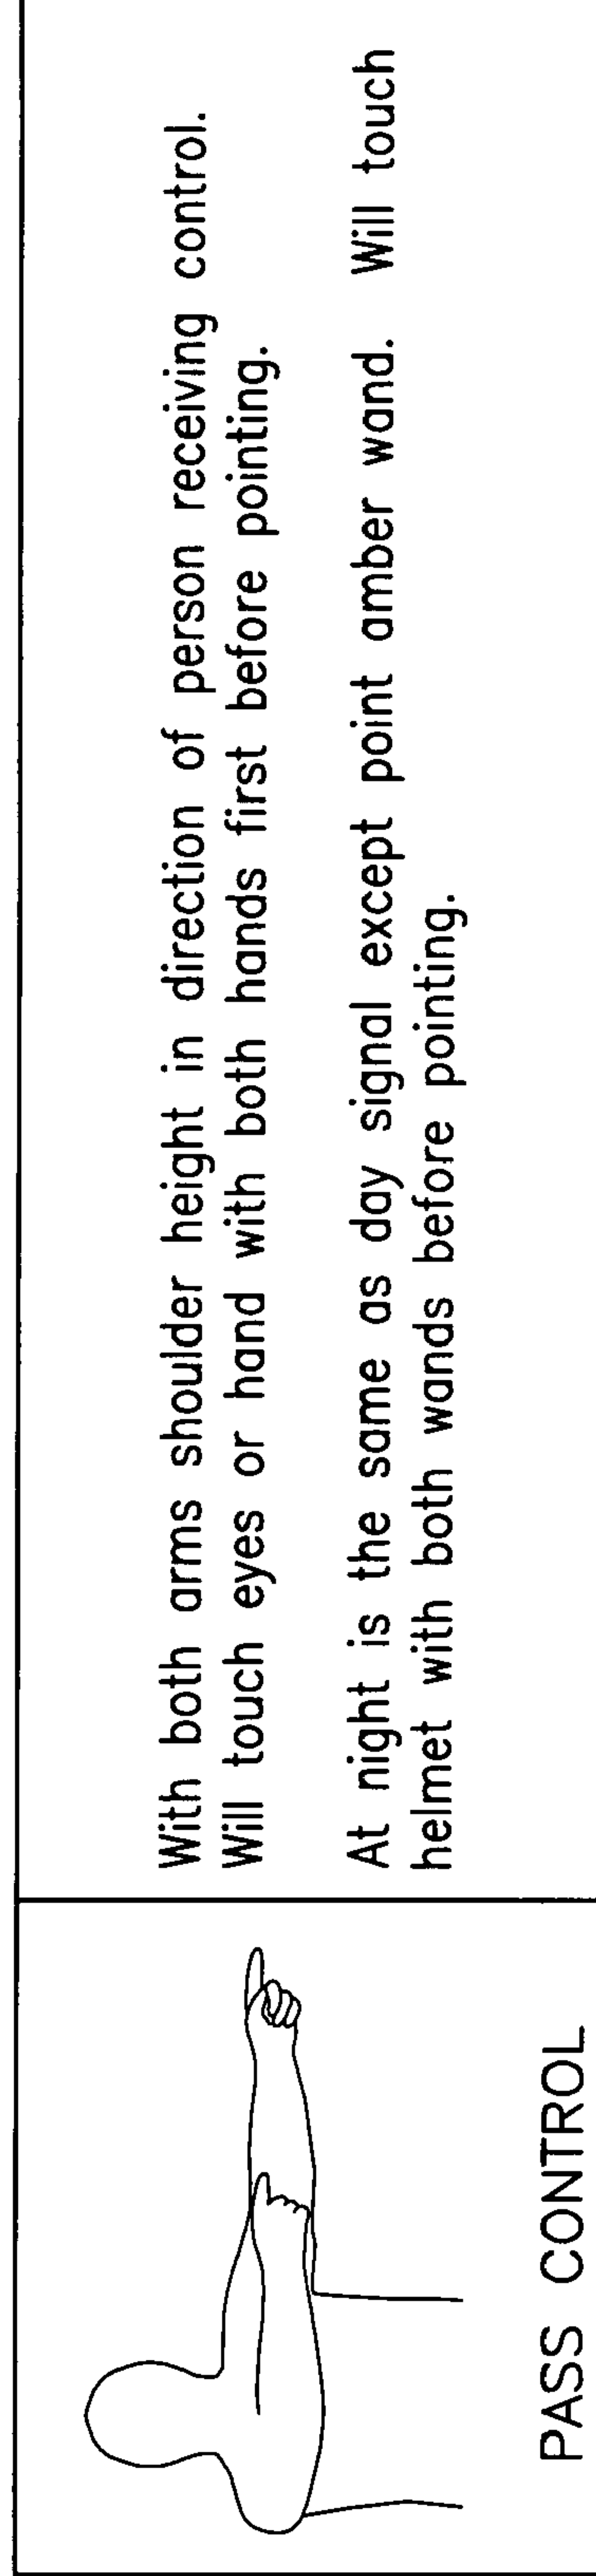 With both arms shoulder height in direction of person receiving control.
Will touch eyes or hand with both hands first before pointing.
At night is the same as day signal except point amber wand. Will touch
helmet with both wands before pointing.
PASS CONTROL